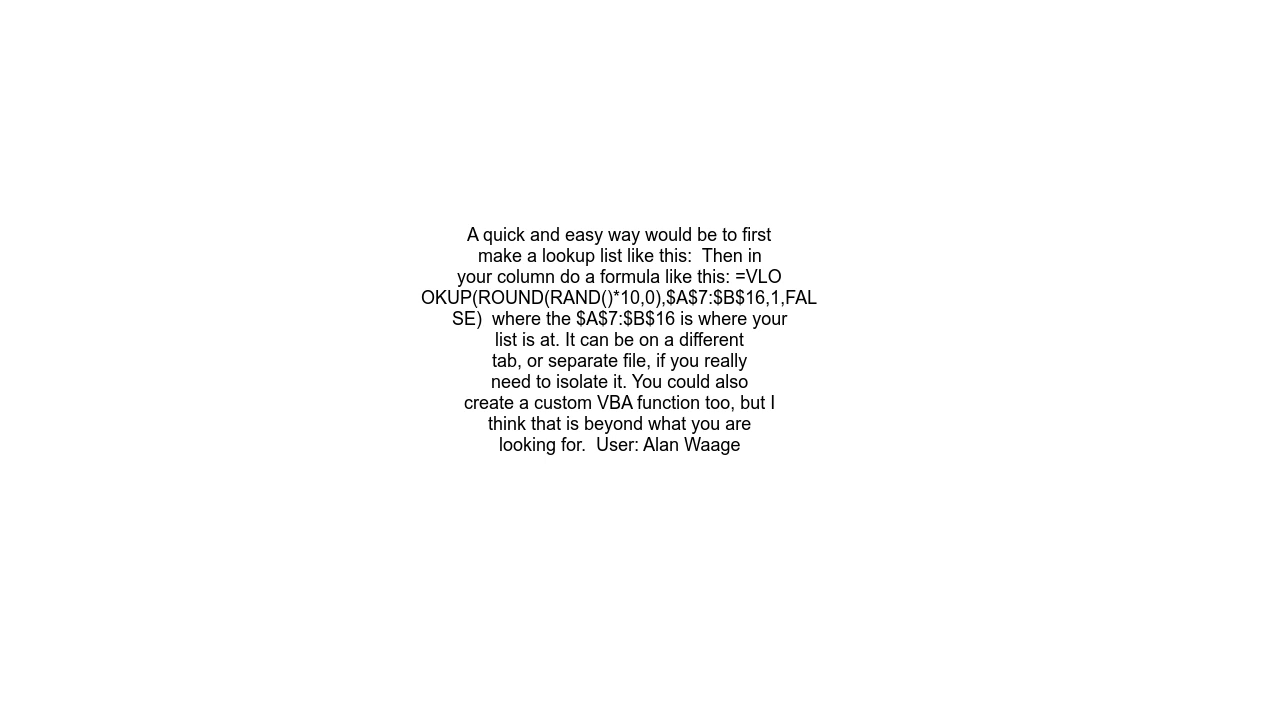 A quick and easy way would be to first
make a lookup list like this:  Then in
your column do a formula like this: =VLO
OKUP(ROUND(RAND()*10,0),$A$7:$B$16,1,FAL
SE)  where the $A$7:$B$16 is where your
list is at. It can be on a different
tab, or separate file, if you really
need to isolate it. You could also
create a custom VBA function too, but I
think that is beyond what you are
looking for.  User: Alan Waage